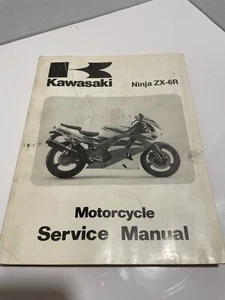 Kawasaki
Ninja ZX-6R
Motorcycle
Service Manual